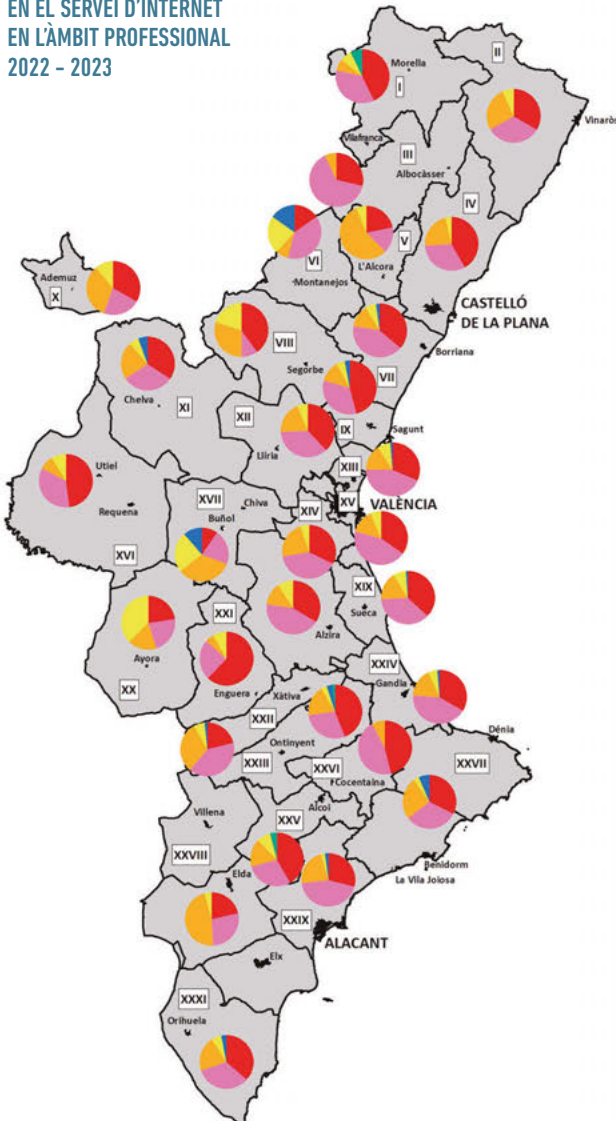 EN EL SERVEI D'INTERNET
EN L'ÀMBIT PROFESSIONAL
2022 - 2023
II
Morella
I
Vinaròs
Vilafranca
III
Albocàsser
IV
V
VI
L'Alcora
Ademuz
X
Montanejos
CASTELLÓ
DE LA PLANA
VIII
Borriana
Segorbe
VII
Chelva
XI
XII
IX
Sagunt
Llíria
XIII
Utiel
XVII
Chiva
XV
VALÈNCIA
Requena
XIV
Buñol
XVI
XIX
XXI
Sueca
Alzira
Ayora
XXIV
XX
Enguera
Xàtiva
Gandia
XXII
Dénia
Ontinyent
XXIII
XXVI
XXVII
Cocentaina
Villena
XXV
Alcoi
XXVIII
Benidorm
Elda
La Vila Joiosa
XXIX
ALACANT
Elx
XXXI
Orihuela